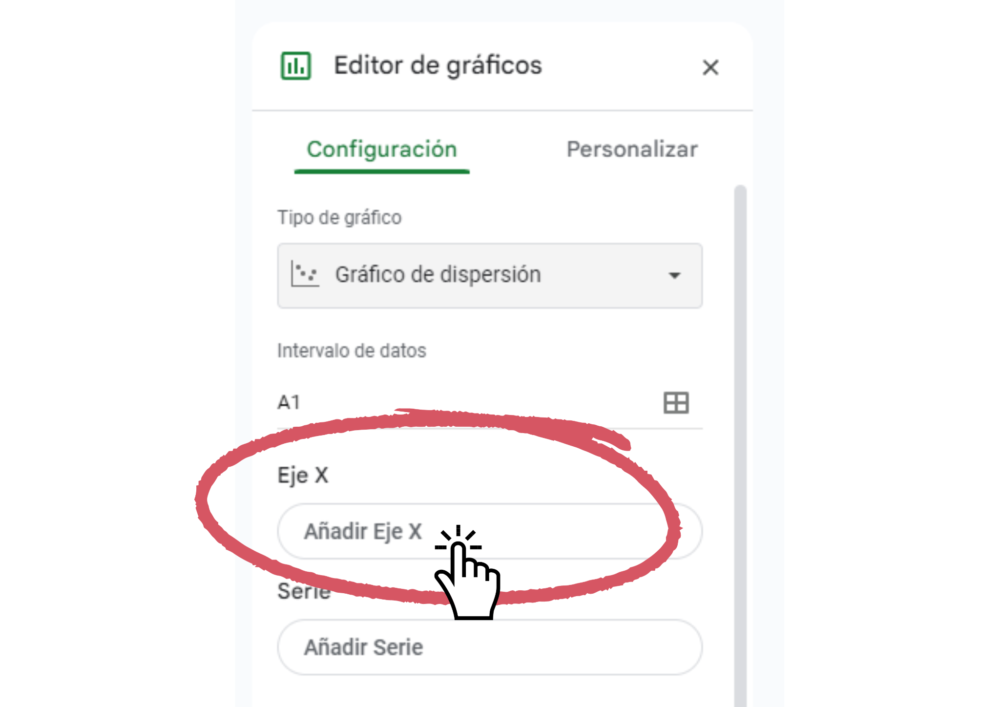 Editor de gráficos
Configuración Personalizar
Tipo de gráfico
Gráfico de dispersión
Intervalo de datos
A1
Eje X
Añadir Eje X
Serie
Añadir Serie